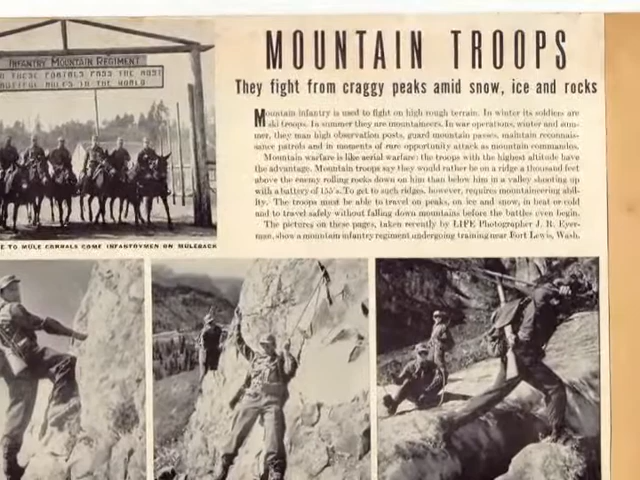 INFANTRY MOUNTAIN REGIMENT
THESE PORTALS PASS THE MOST
BEAUTIFUL MULES IN THE WORLD
MOUNTAIN TROOPS
They fight from craggy peaks amid snow, ice and rocks
Mountain infantry is used to fight on high rough terrain. In winter its soldiers are
ski troops. In summer they are mountaineers. In war operations, winter and sum-
mer, they man high observation posts, guard mountain passes, maintain reconnais-
sance patrols and in moments of rare opportunity attack as mountain commandos.
Mountain warfare is like aerial warfare: the troops with the highest altitude have
the advantage. Mountain troops say they would rather be on a ridge a thousand feet
above the enemy rolling rocks down on him than below him in a valley shooting up
with a battery of 155's. To get to such ridges, however, requires mountaineering abil-
ity. The troops must be able to travel on peaks, on ice and snow, in heat or cold
and to travel safely without falling down mountains before the battles even begin.
The pictures on these pages, taken recently by LIFE Photographer J. R. Eyer-
man, show a mountain infantry regiment undergoing training near Fort Lewis, Wash.
E TO MULE CORRALS COME INFANTRYMEN ON MULEBACK